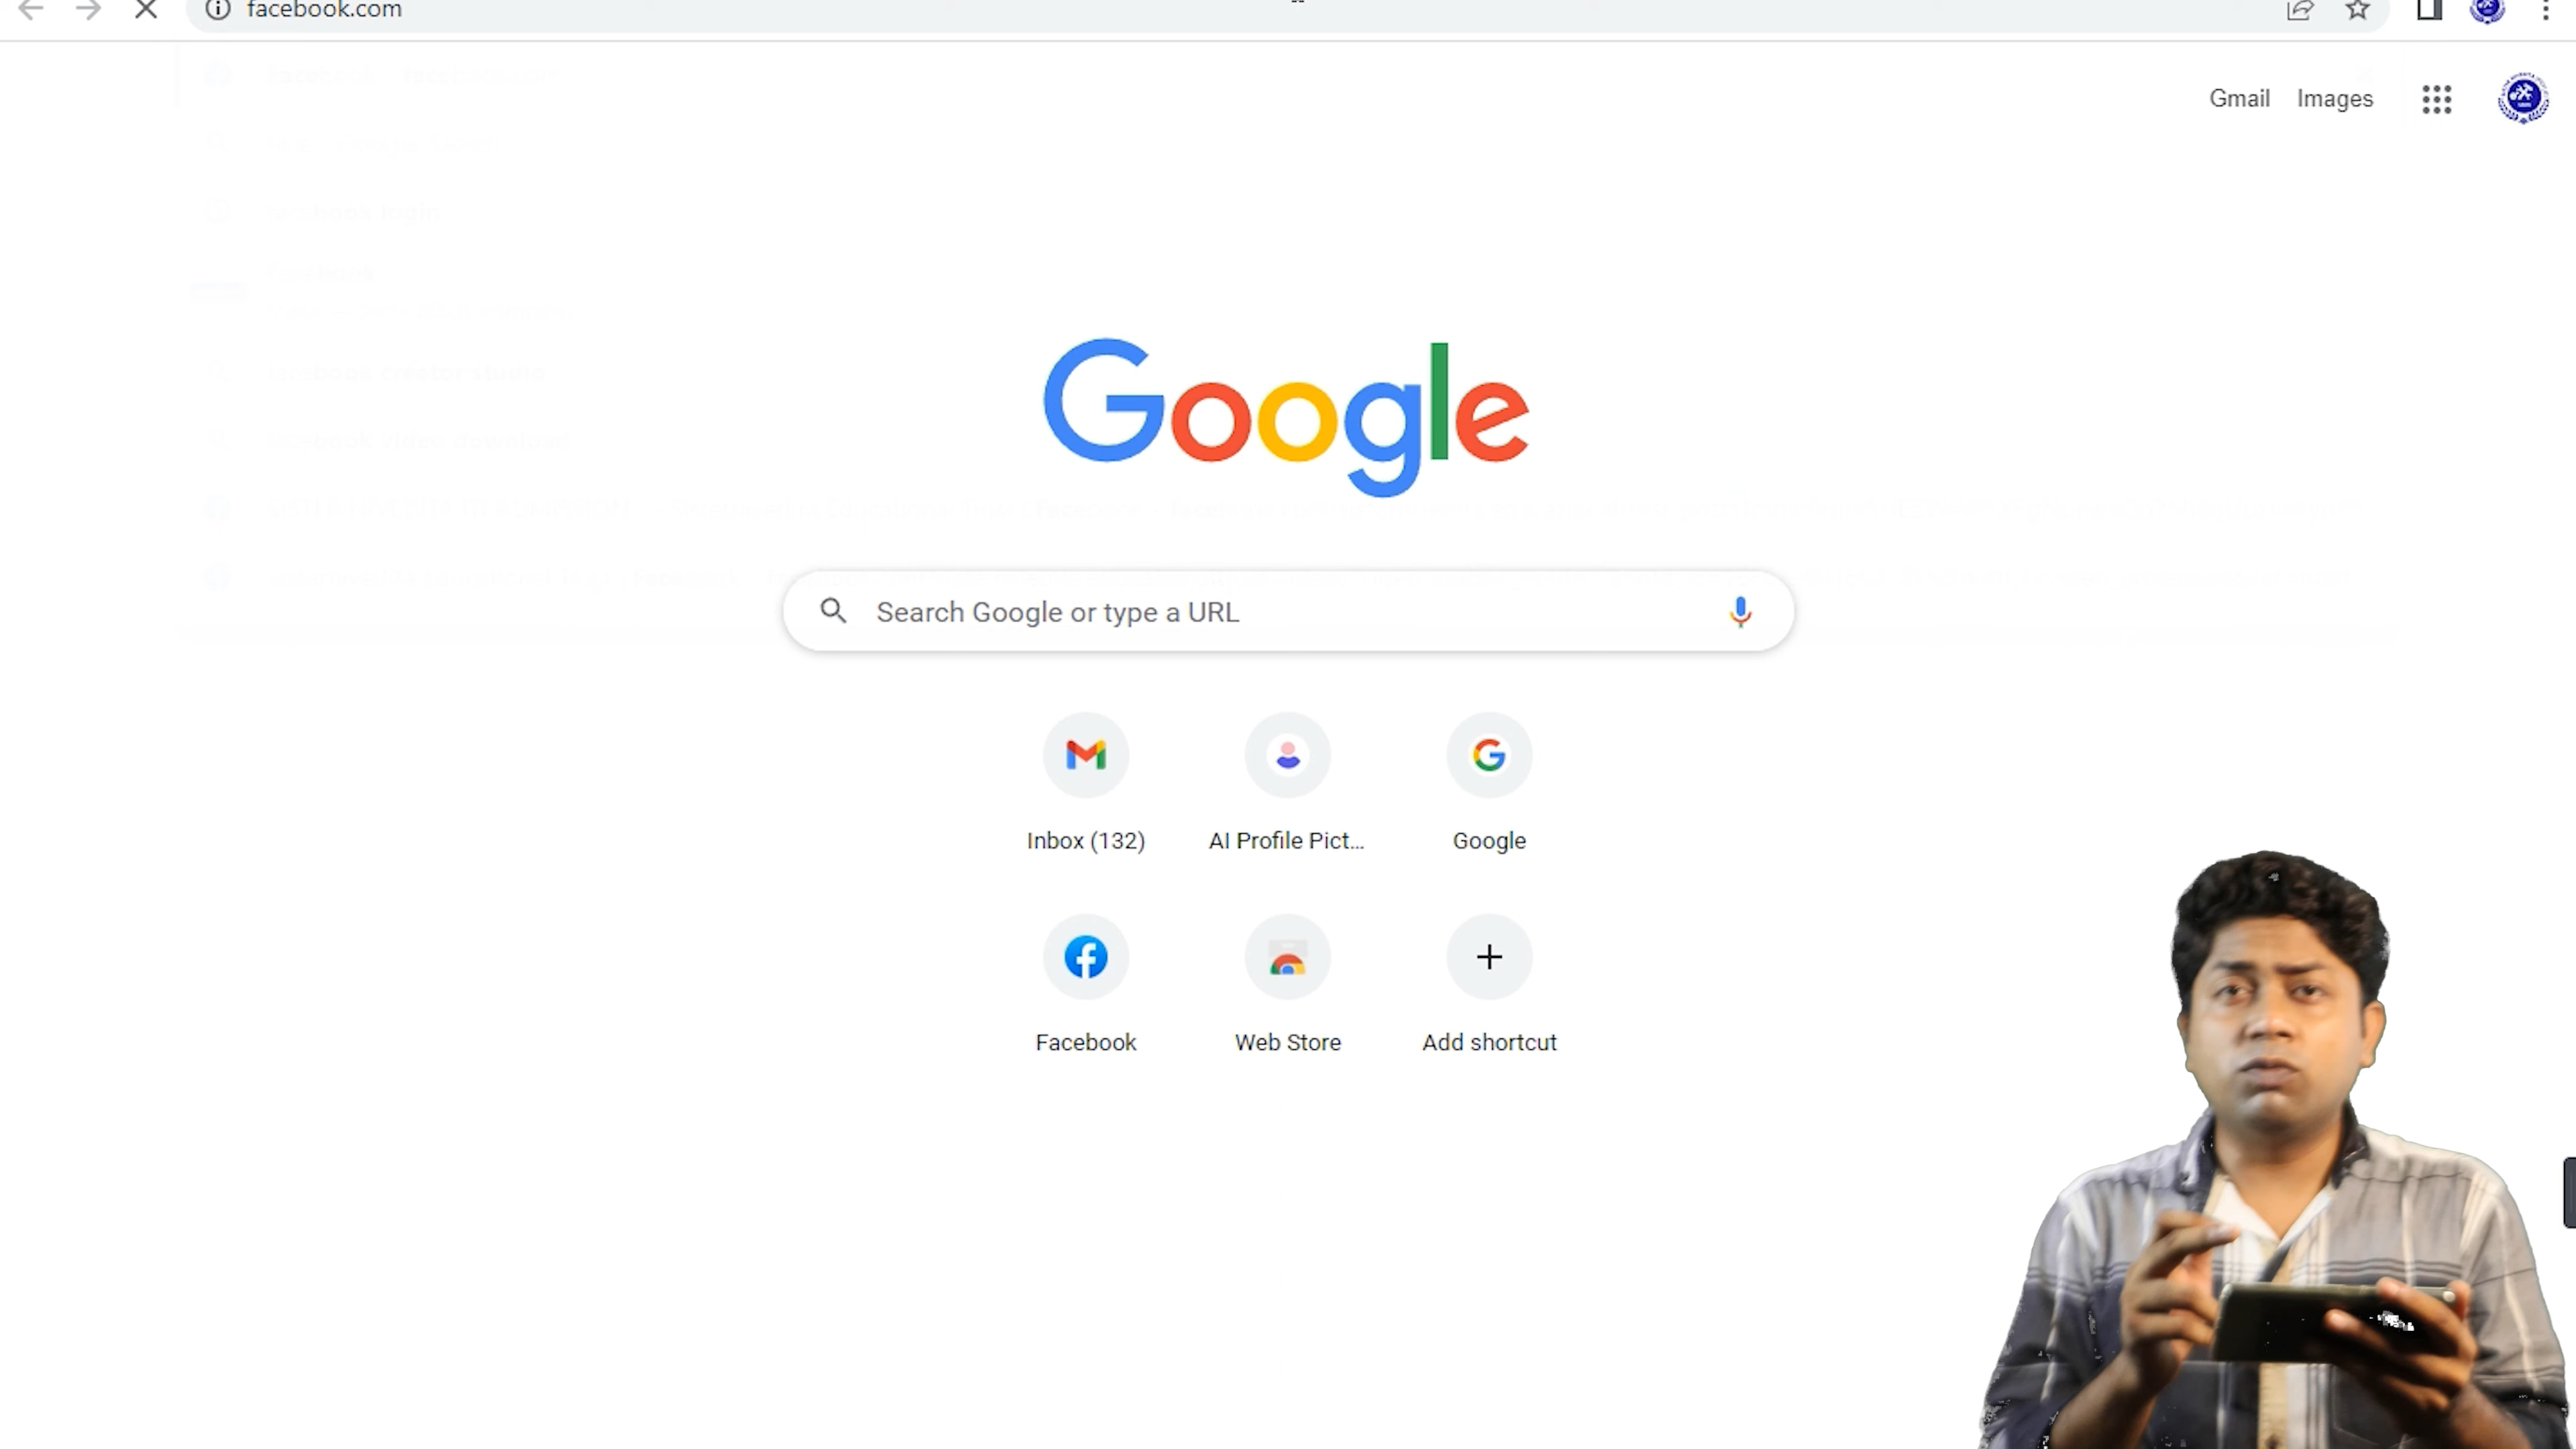 facebook.com
Gmail Images
Google
Search Google or type a URL
Inbox (132)
AI Profile Pict...
Google
Facebook
Web Store
Add shortcut